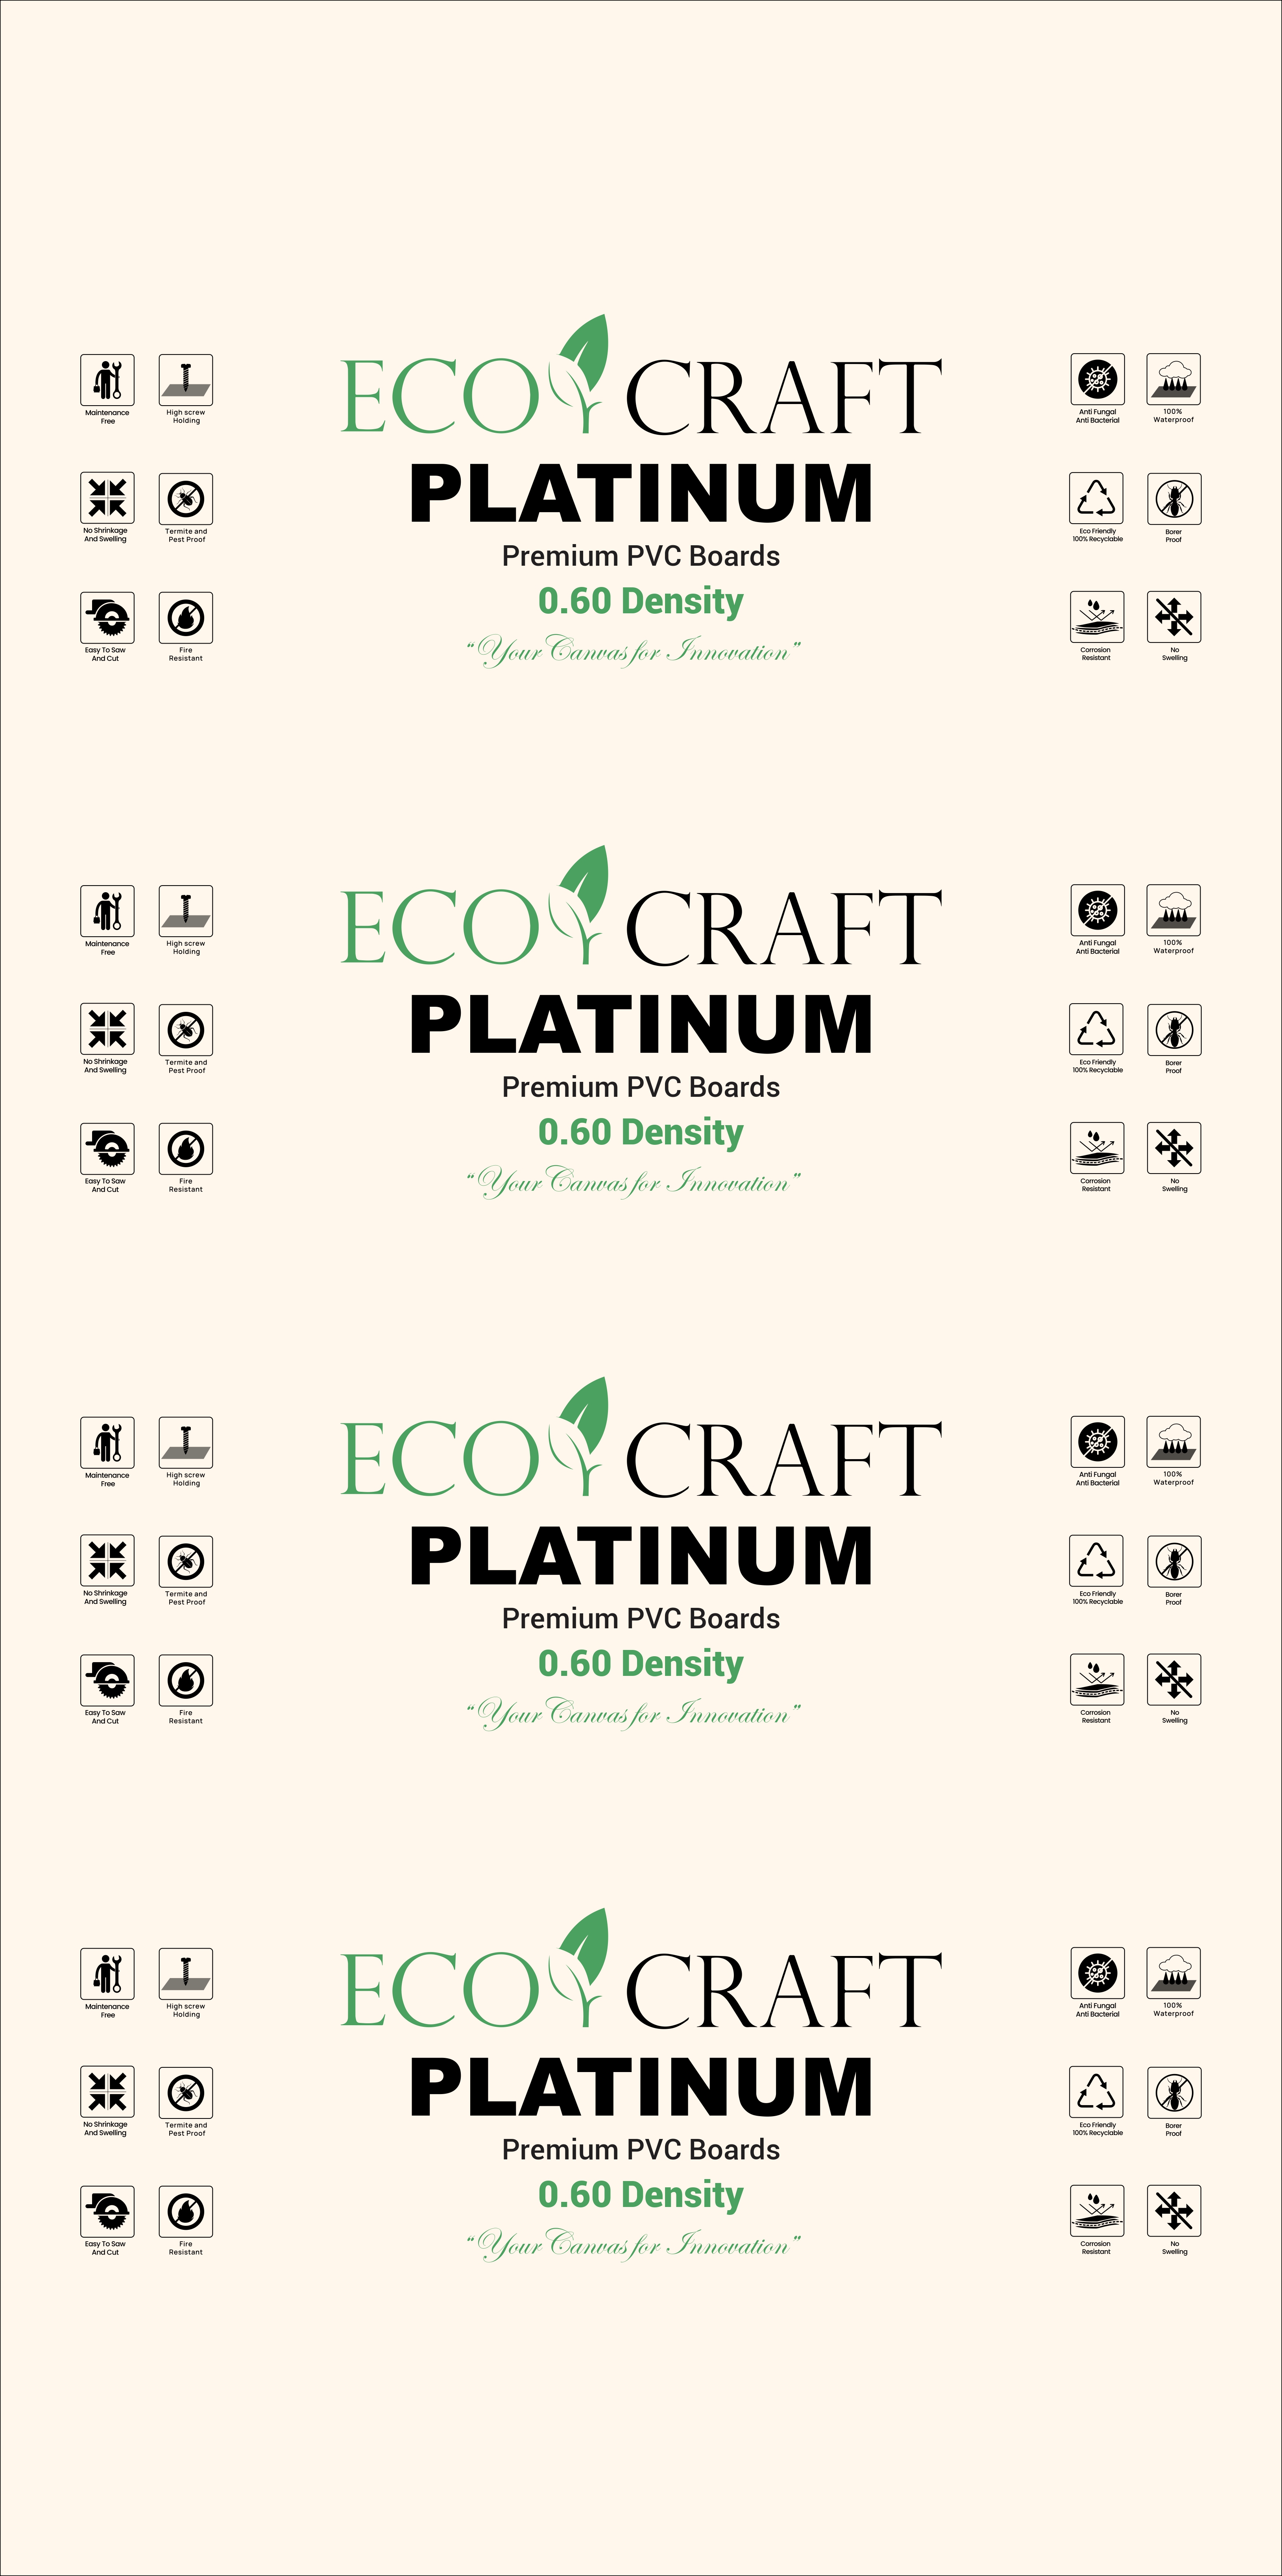 ECO CRAFT
PLATINUM
Premium PVC Boards
0.60 Density
“Your Canvas for Innovation”
Maintenance
Free
High screw
Holding
No Shrinkage
And Swelling
Termite and
Pest Proof
Easy To Saw
And Cut
Fire
Resistant
Anti Fungal
Anti Bacterial
100%
Waterproof
Eco Friendly
100% Recyclable
Borer
Proof
Corrosion
Resistant
No
Swelling
ECO CRAFT
PLATINUM
Premium PVC Boards
0.60 Density
“Your Canvas for Innovation”
Maintenance
Free
High screw
Holding
No Shrinkage
And Swelling
Termite and
Pest Proof
Easy To Saw
And Cut
Fire
Resistant
Anti Fungal
Anti Bacterial
100%
Waterproof
Eco Friendly
100% Recyclable
Borer
Proof
Corrosion
Resistant
No
Swelling
ECO CRAFT
PLATINUM
Premium PVC Boards
0.60 Density
“Your Canvas for Innovation”
Maintenance
Free
High screw
Holding
No Shrinkage
And Swelling
Termite and
Pest Proof
Easy To Saw
And Cut
Fire
Resistant
Anti Fungal
Anti Bacterial
100%
Waterproof
Eco Friendly
100% Recyclable
Borer
Proof
Corrosion
Resistant
No
Swelling
ECO CRAFT
PLATINUM
Premium PVC Boards
0.60 Density
“Your Canvas for Innovation”
Maintenance
Free
High screw
Holding
No Shrinkage
And Swelling
Termite and
Pest Proof
Easy To Saw
And Cut
Fire
Resistant
Anti Fungal
Anti Bacterial
100%
Waterproof
Eco Friendly
100% Recyclable
Borer
Proof
Corrosion
Resistant
No
Swelling